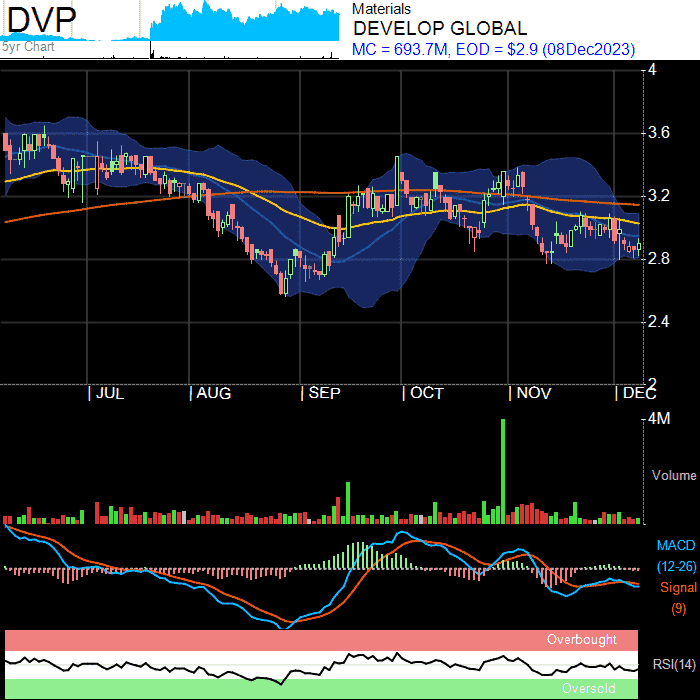 DVP
5yr Chart
Materials
DEVELOP GLOBAL
MC = 693.7M, EOD = $2.9 (08Dec2023)
4
3.6
3.2
2.8
2.4
2
JUL AUG SEP OCT NOV DEC
4M
Volume
MACD
(12-26)
Signal
(9)
Overbought
RSI(14)
Oversold